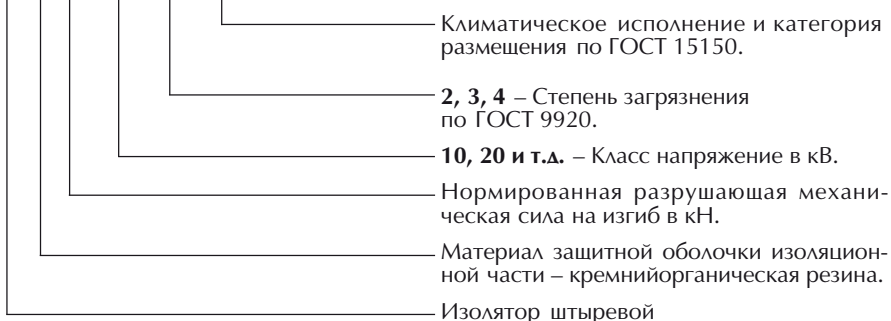 Климатическое исполнение и категория
размещения по ГОСТ 15150.
2, 3, 4 – Степень загрязнения
по ГОСТ 9920.
10, 20 и т.д. – Класс напряжение в кВ.
Нормированная разрушающая механи-
ческая сила на изгиб в кН.
Материал защитной оболочки изоляцион-
ной части – кремнийорганическая резина.
Изолятор штыревой